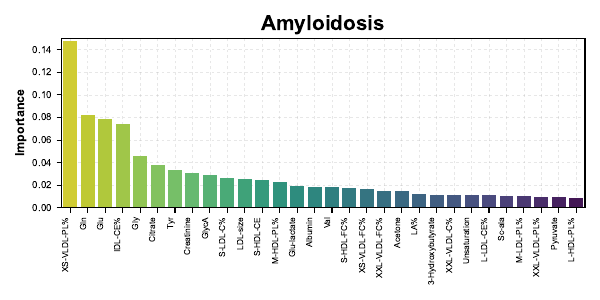 Amyloidosis
Importance
0.14
0.12
0.10
0.08
0.06
0.04
0.02
0.00
XS-VLDL-PL%
Gln
Glu
IDL-CE%
Gly
Citrate
Tyr
Creatinine
GlycA
S-LDL-C%
LDL-size
S-HDL-CE
M-HDL-PL%
Glu-lactate
Albumin
Val
S-HDL-FC%
XS-VLDL-FC%
XXL-VLDL-FC%
Acetone
LA%
3-Hydroxybutyrate
XXL-VLDL-C%
Unsaturation
L-LDL-CE%
Sc-ala
M-LDL-PL%
XXL-VLDL-PL%
Pyruvate
L-HDL-PL%